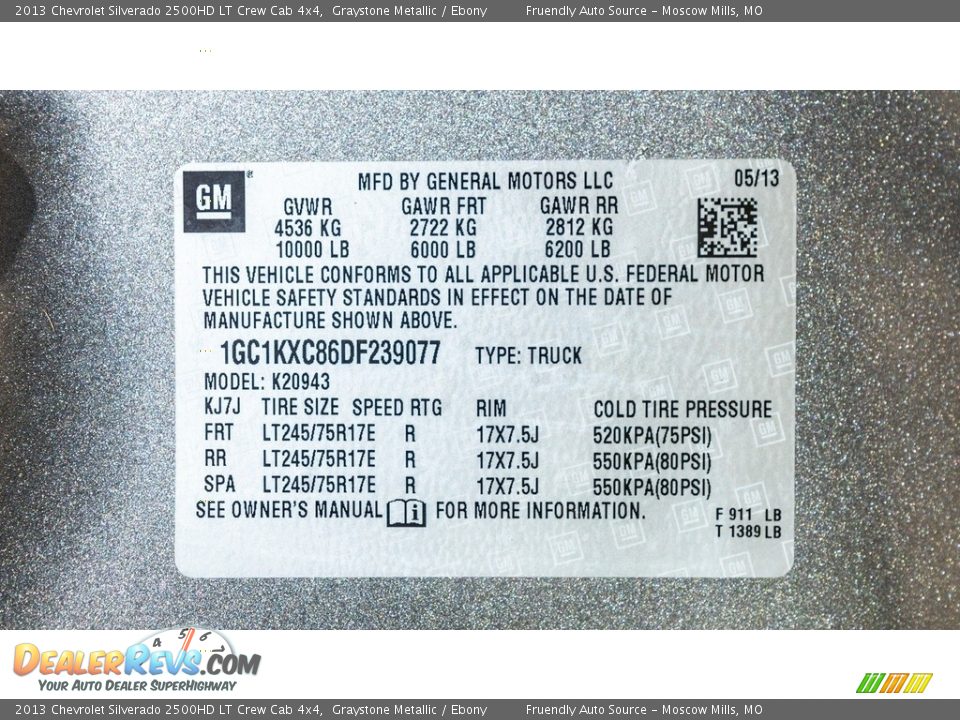 2013 Chevrolet Silverado 2500HD LT Crew Cab 4x4, Graystone Metallic / Ebony Fruendly Auto Source - Moscow Mills, MO
GM MFD BY GENERAL MOTORS LLC 05/13
GVWR GAWR FRT GAWR RR
4536 KG 2722 KG 2812 KG
10000 LB 6000 LB 6200 LB
THIS VEHICLE CONFORMS TO ALL APPLICABLE U.S. FEDERAL MOTOR
VEHICLE SAFETY STANDARDS IN EFFECT ON THE DATE OF
MANUFACTURE SHOWN ABOVE.
1GC1KXC86DF239077 TYPE: TRUCK
MODEL: K20943
KJ7J TIRE SIZE SPEED RTG RIM COLD TIRE PRESSURE
FRT LT245/75R17E R 17X7.5J 520KPA(75PSI)
RR LT245/75R17E R 17X7.5J 550KPA(80PSI)
SPA LT245/75R17E R 17X7.5J 550KPA(80PSI)
SEE OWNER'S MANUAL i FOR MORE INFORMATION.
F 911 LB
T 1389 LB
4 5 6
DealerRevs.com
Your Auto Dealer SuperHighway
2013 Chevrolet Silverado 2500HD LT Crew Cab 4x4, Graystone Metallic / Ebony Fruendly Auto Source - Moscow Mills, MO